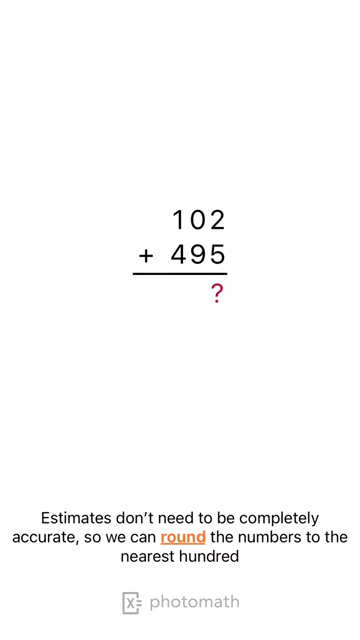 102
+ 495
?
Estimates don't need to be completely
accurate, so we can round the numbers to the
nearest hundred
photomath